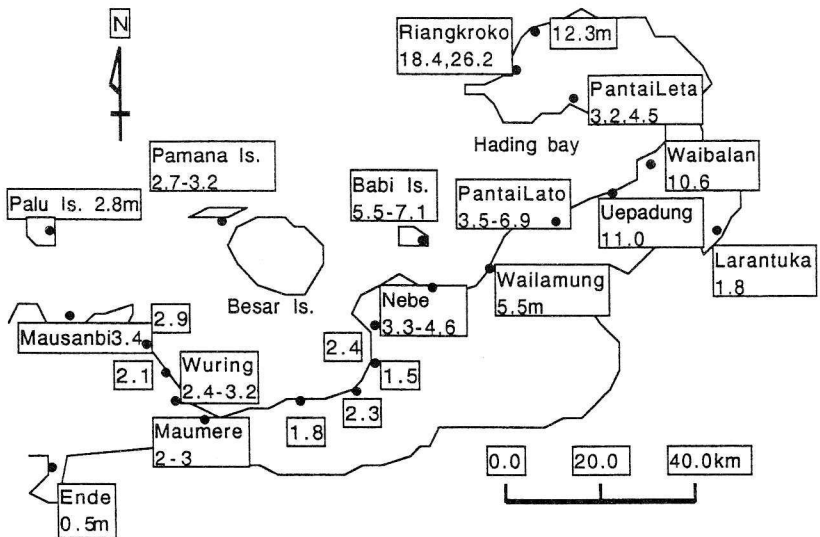 N
Riangkroko
18.4,26.2
12.3m
PantaiLeta
3,2,4.5
Hading bay
Pamana Is.
2.7-3.2
Babi Is.
5.5-7.1
PantaiLato
3.5-6.9
Waibalan
10.6
Palu Is. 2.8m
Uepadung
11.0
Larantuka
1.8
Besar Is.
Wailamung
5.5m
Nebe
3.3-4.6
2.9
Mausanbi3.4
2.4
Wuring
2.4-3.2
2.1
1.5
2.3
1.8
Maumere
2-3
0.0 20.0 40.0km
Ende
0.5m